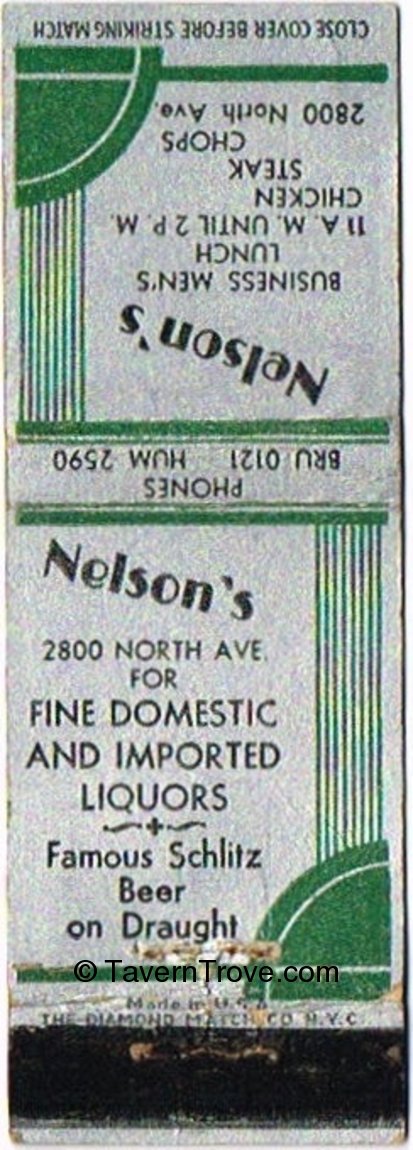 CLOSE COVER BEFORE STRIKING MATCH
Nelson's
BUSINESS MEN'S
LUNCH
11 A. M. UNTIL 2 P. M.
CHICKEN
STEAK
CHOPS
2800 North Ave.
PHONES
BRU 0121 HUM 2590
Nelson's
2800 NORTH AVE.
FOR
FINE DOMESTIC
AND IMPORTED
LIQUORS
Famous Schlitz
Beer
on Draught
© TavernTrove.com
Made in U.S.A.
THE DIAMOND MATCH CO. N.Y.C.